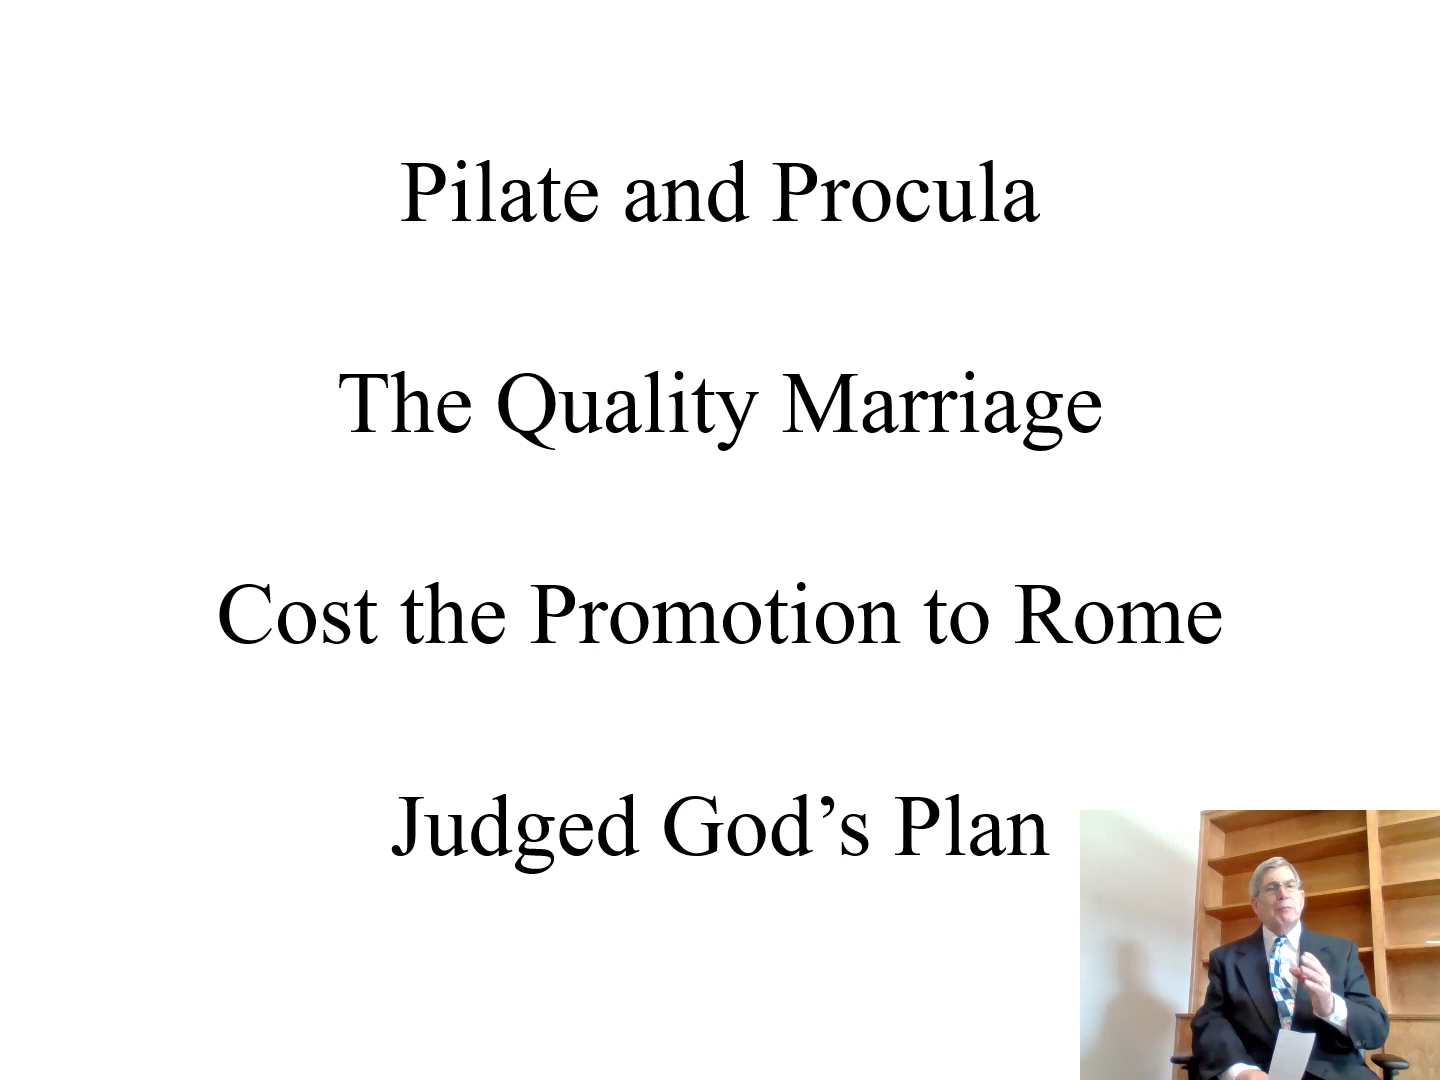 Pilate and Procula
The Quality Marriage
Cost the Promotion to Rome
Judged God’s Plan